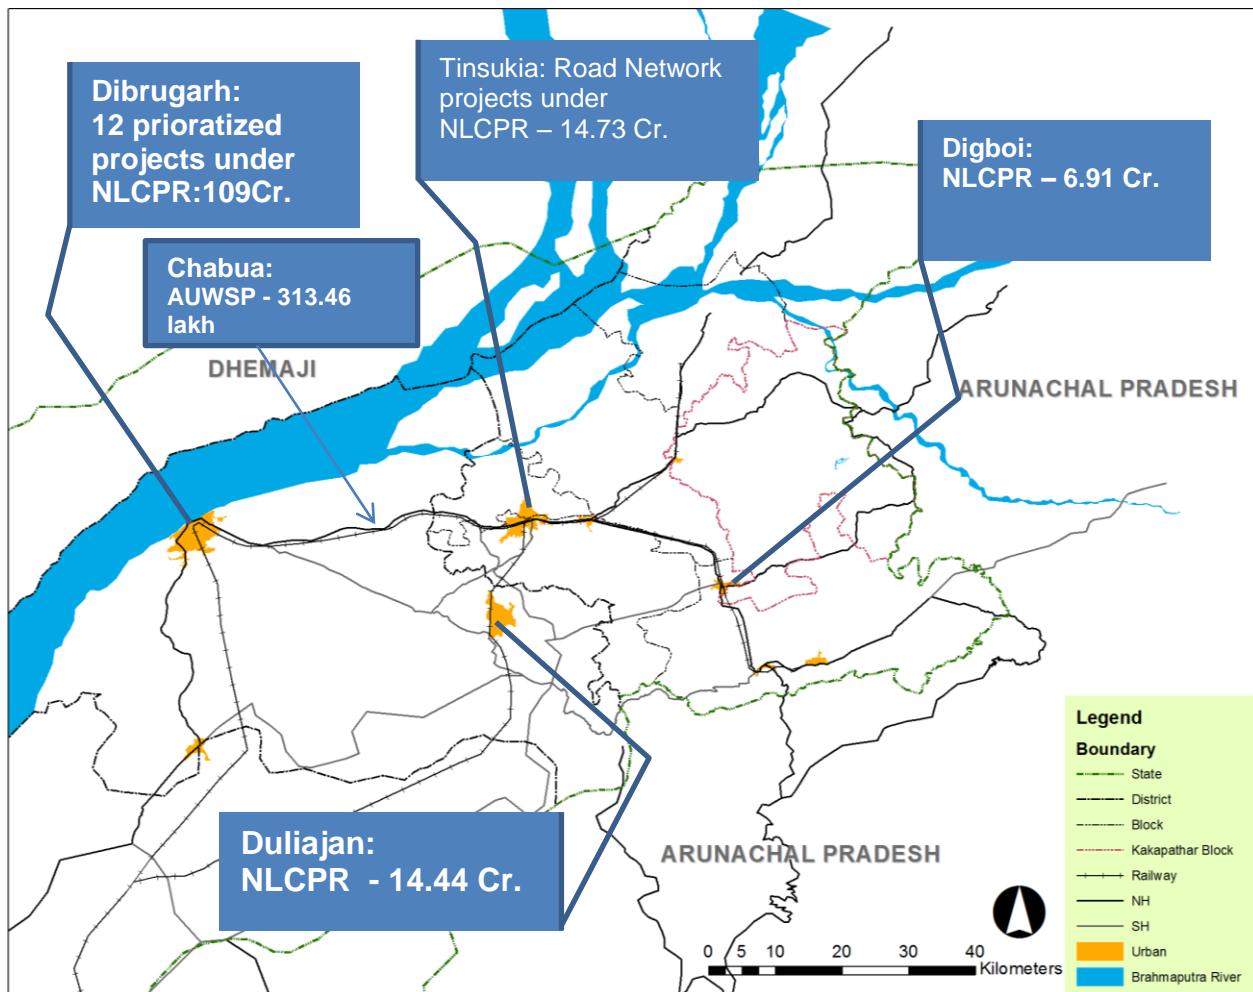 Dibrugarh:
12 prioratized
projects under
NLCPR:109Cr.
Tinsukia: Road Network
projects under
NLCPR – 14.73 Cr.
Digboi:
NLCPR – 6.91 Cr.
Chabua:
AUWSP - 313.46
lakh
DHEMAJI
ARUNACHAL PRADESH
Duliajan:
NLCPR - 14.44 Cr.
ARUNACHAL PRADESH
Legend
Boundary
State
District
Block
Kakapathar Block
Railway
NH
SH
Urban
Brahmaputra River
0 5 10 20 30 40
Kilometers